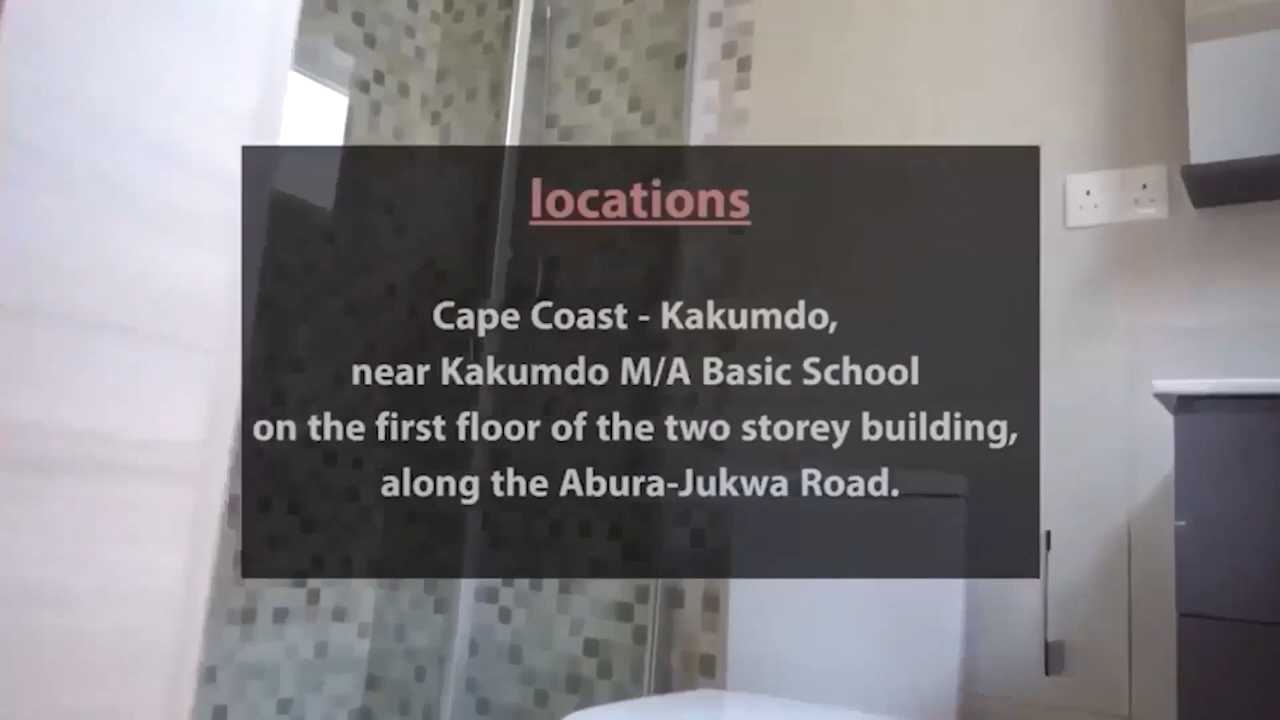 locations
Cape Coast - Kakumdo,
near Kakumdo M/A Basic School
on the first floor of the two storey building,
along the Abura-Jukwa Road.